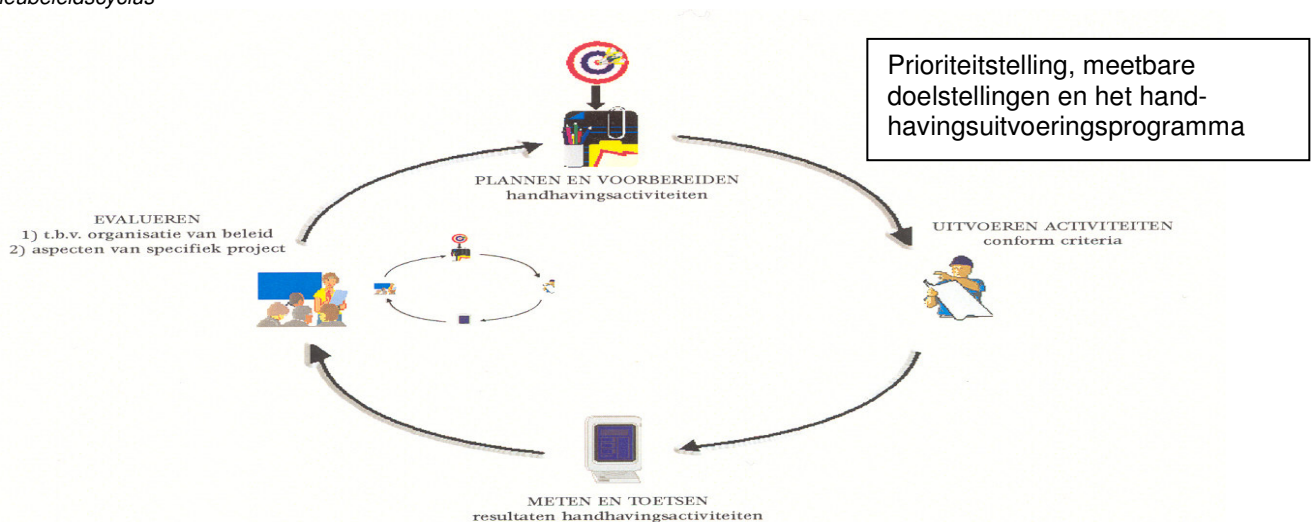 Prioriteitstelling, meetbare
doelstellingen en het hand-
havingsuitvoeringsprogramma
PLANNEN EN VOORBEREIDEN
handhavingsactiviteiten
EVALUEREN
1) t.b.v. organisatie van beleid
2) aspecten van specifiek project
UITVOEREN ACTIVITEITEN
conform criteria
METEN EN TOETSEN
resultaten handhavingsactiviteiten